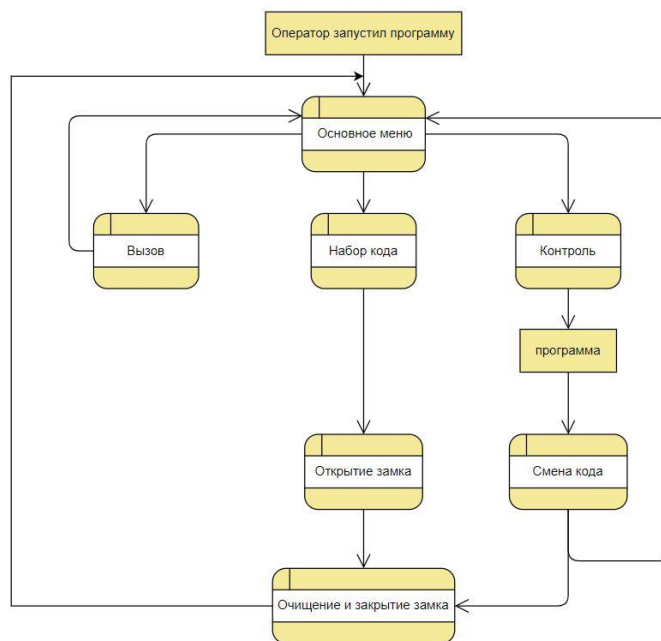 Оператор запустил программу
Основное меню
Вызов
Набор кода
Контроль
программа
Открытие замка
Смена кода
Очищение и закрытие замка